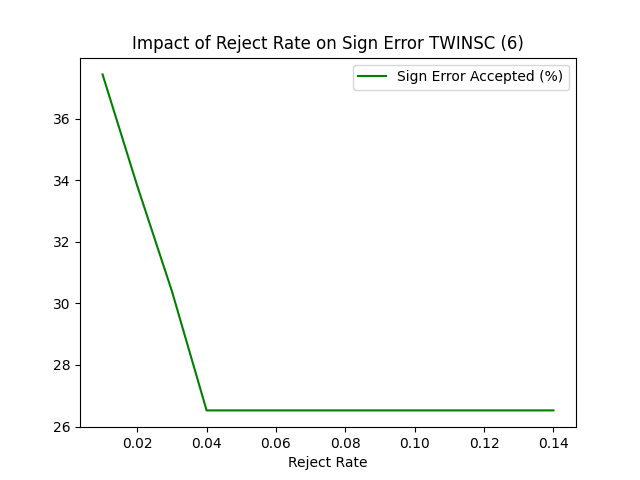 Impact of Reject Rate on Sign Error TWINSC (6)
Sign Error Accepted (%)
36
34
32
30
28
26
0.02 0.04 0.06 0.08 0.10 0.12 0.14
Reject Rate